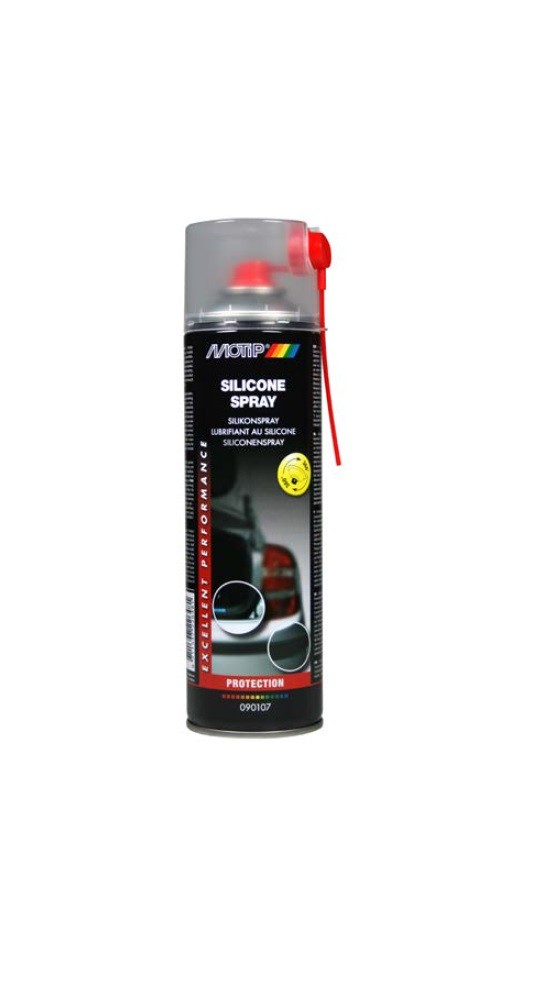 MOTIP®
SILICONE
SPRAY
SILIKONSPRAY
LUBRIFIANT AU SILICONE
SILICONENSPRAY
EXCELLENT PERFORMANCE
PROTECTION
090107